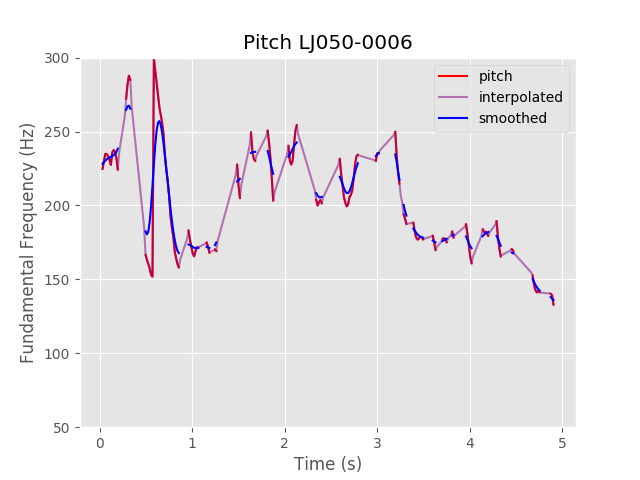 Pitch LJ050-0006
300
250
200
150
100
50
Fundamental Frequency (Hz)
pitch
interpolated
smoothed
0
1
2
3
4
5
Time (s)